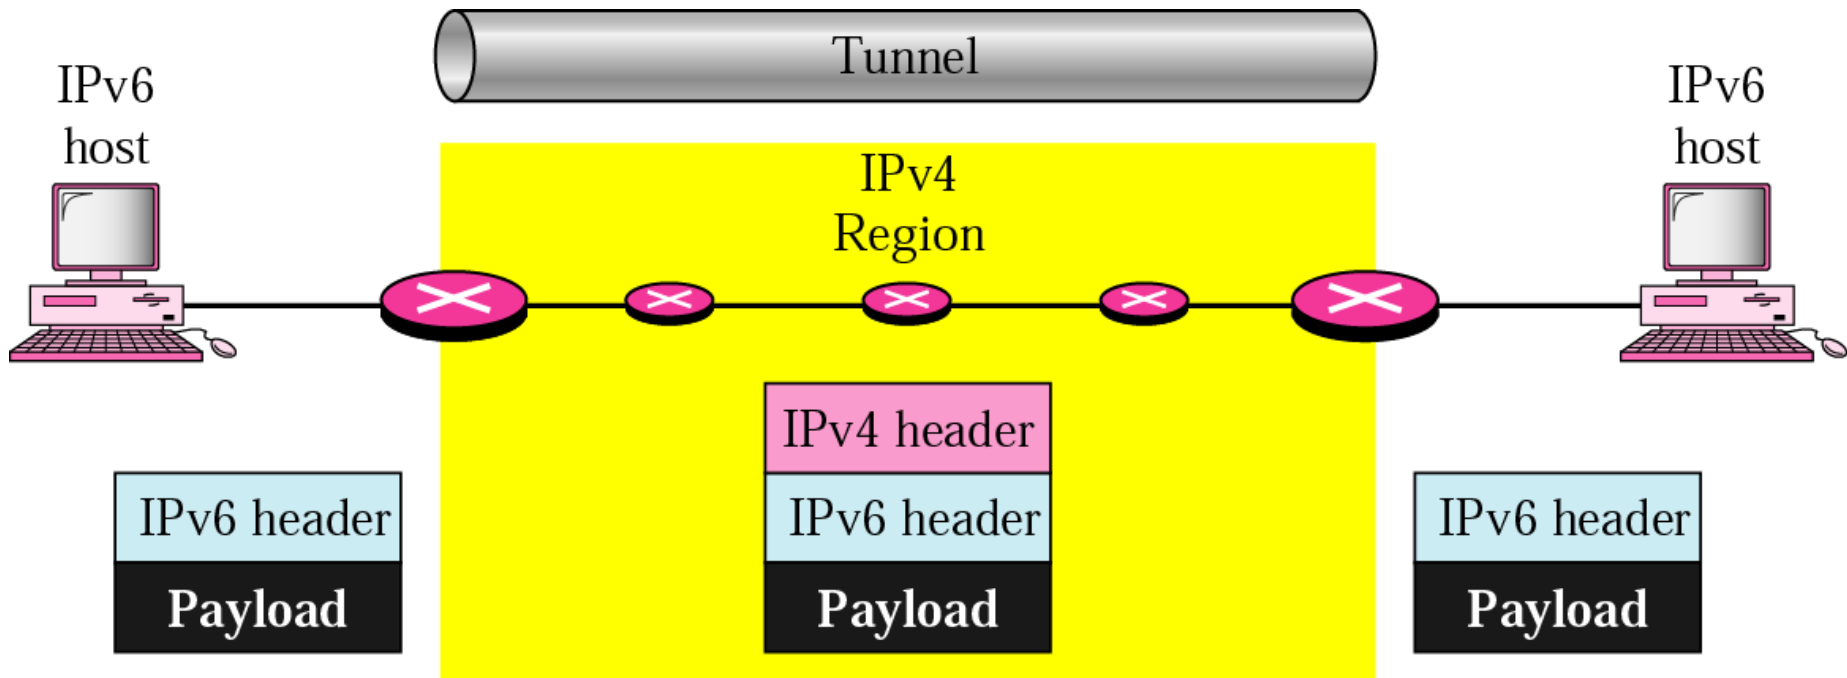 Tunnel
IPv6
host
IPv6
host
IPv4
Region
IPv4 header
IPv6 header
Payload
IPv6 header
Payload
IPv6 header
Payload